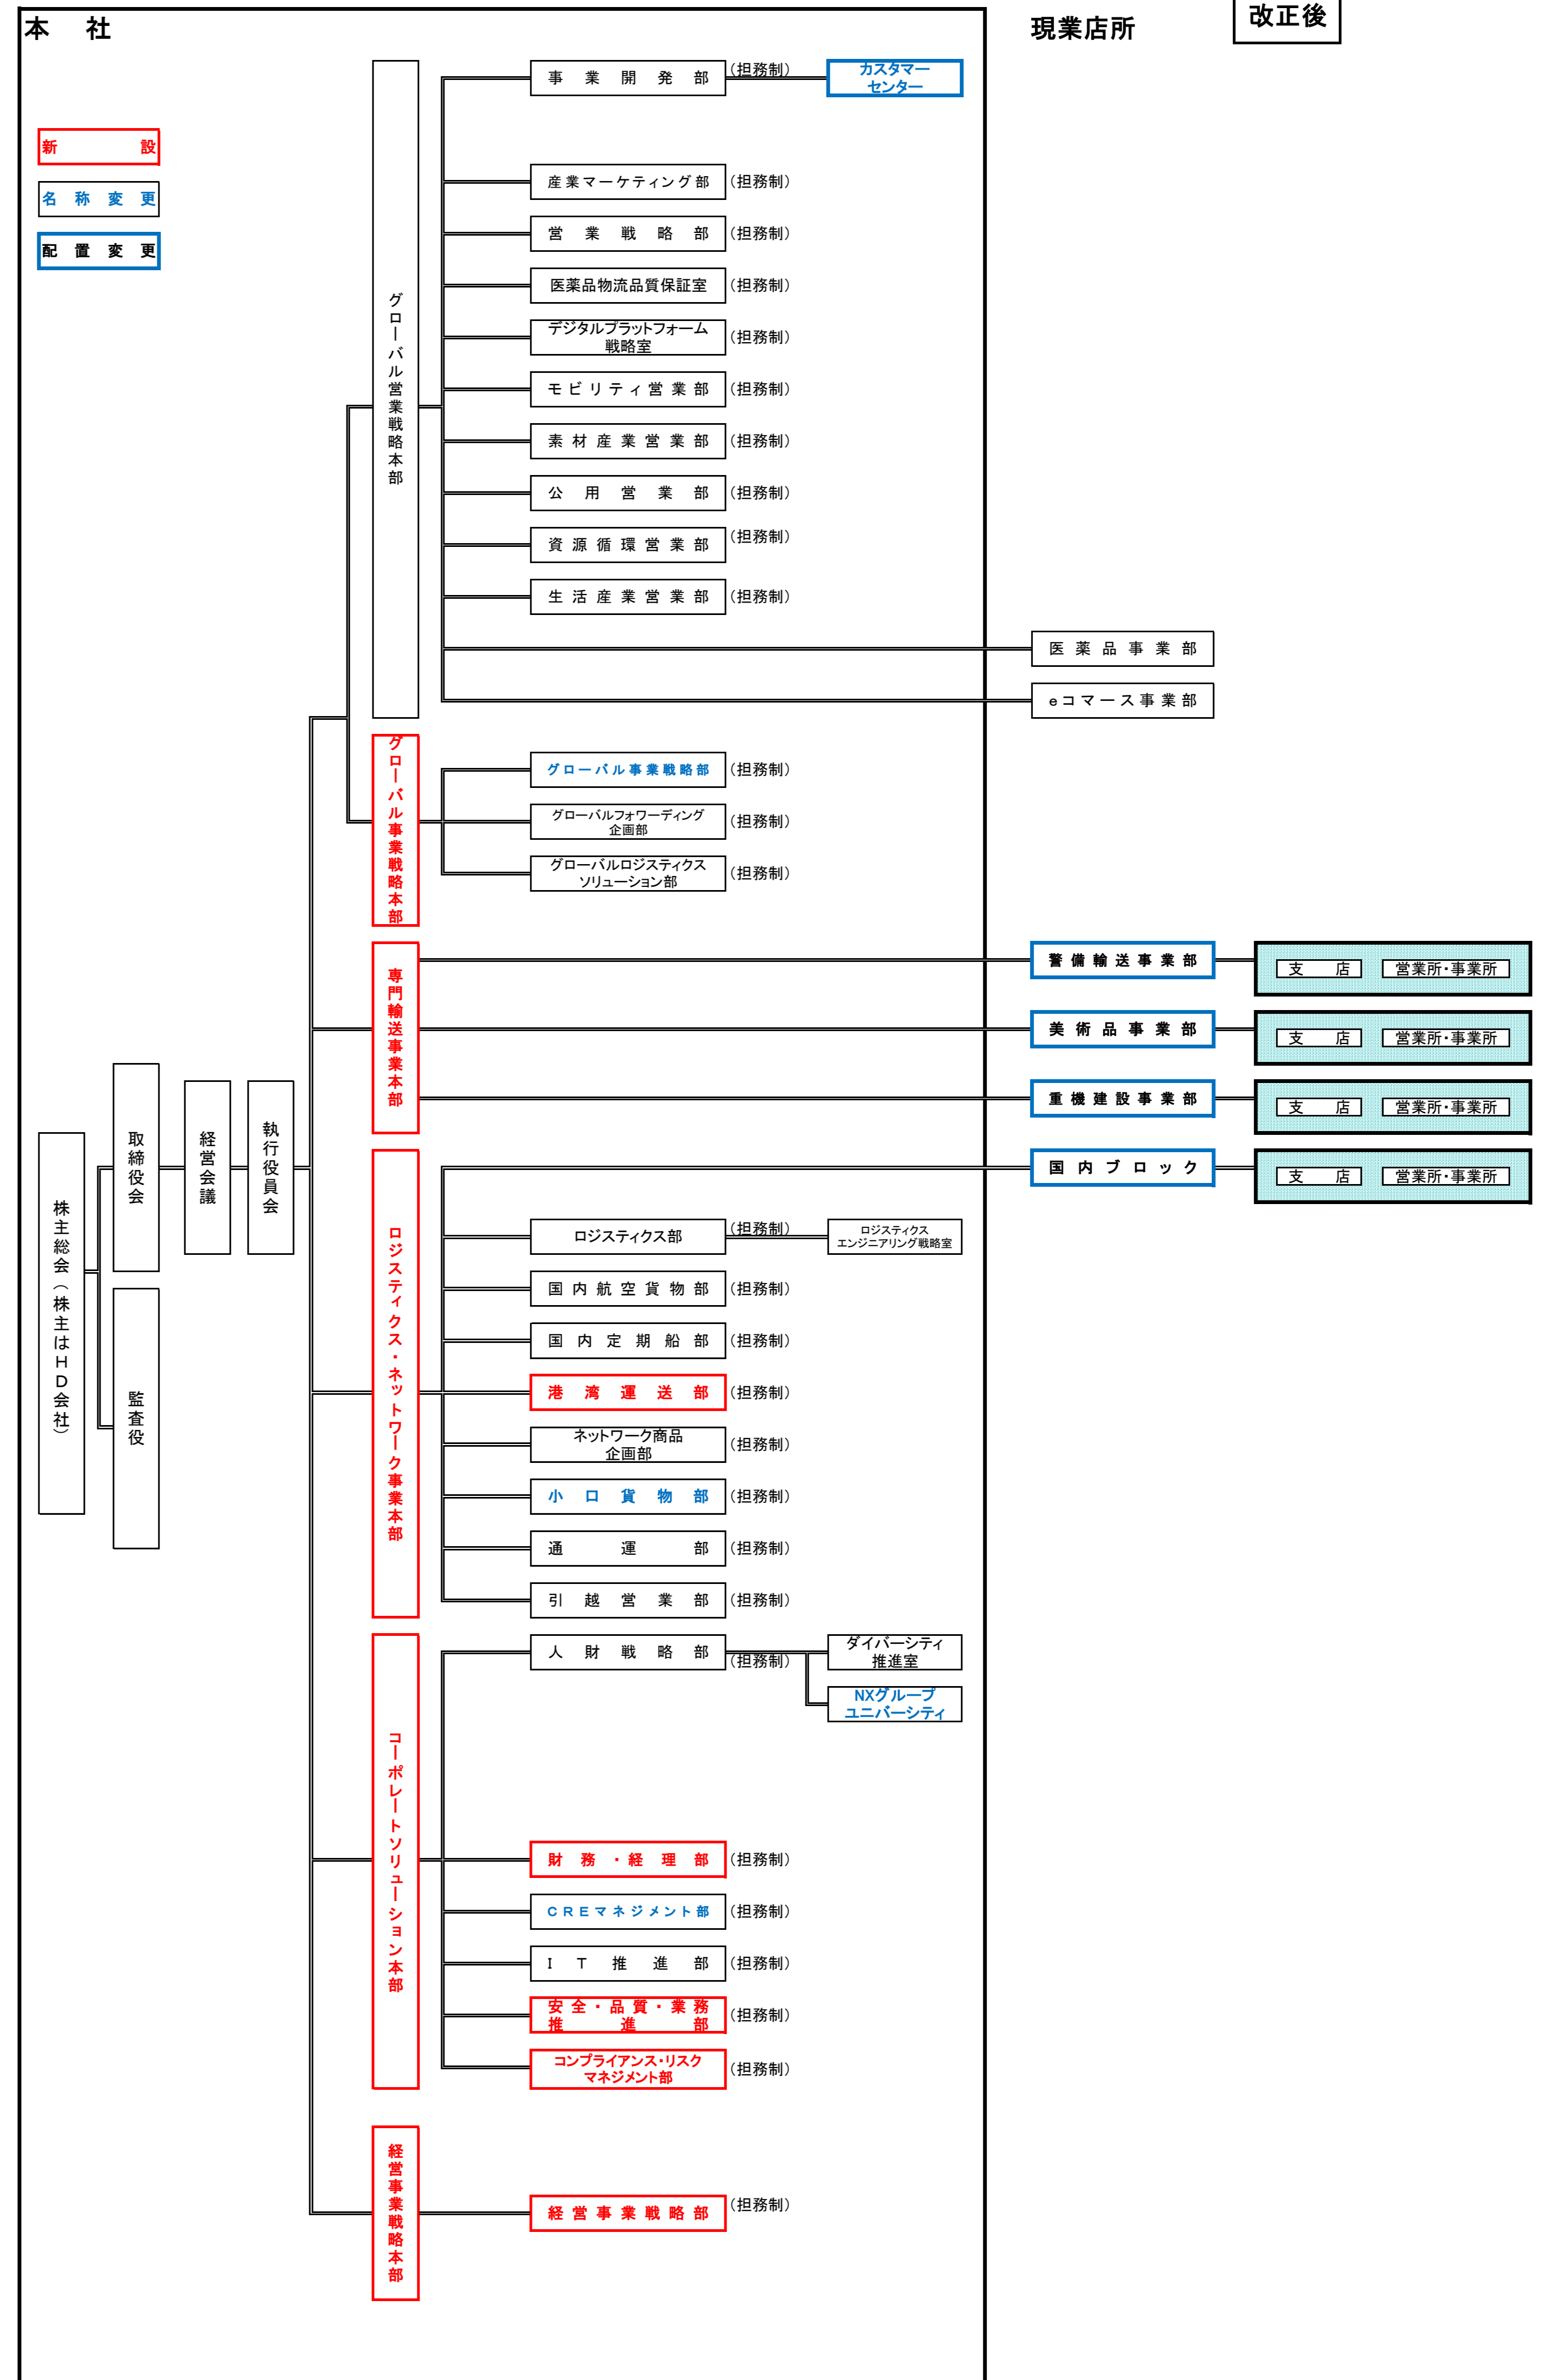 本社
現業店所
改正後
新設
名称変更
配置変更
株主総会（株主はＨＤ会社）
取締役会
監査役
経営会議
執行役員会
グローバル営業戦略本部
事業開発部
（担務制）
カスタマー
センター
産業マーケティング部
（担務制）
営業戦略部
（担務制）
医薬品物流品質保証室
（担務制）
デジタルプラットフォーム
戦略室
（担務制）
モビリティ営業部
（担務制）
素材産業営業部
（担務制）
公用営業部
（担務制）
資源循環営業部
（担務制）
生活産業営業部
（担務制）
医薬品事業部
eコマース事業部
グローバル事業戦略本部
グローバル事業戦略部
（担務制）
グローバルフォワーディング
企画部
（担務制）
グローバルロジスティクス
ソリューション部
（担務制）
専門輸送事業本部
警備輸送事業部
支店
営業所・事業所
美術品事業部
支店
営業所・事業所
重機建設事業部
支店
営業所・事業所
ロジスティクス・ネットワーク事業本部
国内ブロック
支店
営業所・事業所
ロジスティクス部
（担務制）
ロジスティクス
エンジニアリング戦略室
国内航空貨物部
（担務制）
国内定期船部
（担務制）
港湾運送部
（担務制）
ネットワーク商品
企画部
（担務制）
小口貨物部
（担務制）
通運部
（担務制）
引越営業部
（担務制）
コーポレートソリューション本部
人財戦略部
（担務制）
ダイバーシティ
推進室
NXグループ
ユニバーシティ
財務・経理部
（担務制）
ＣＲＥマネジメント部
（担務制）
ＩＴ推進部
（担務制）
安全・品質・業務
推進部
（担務制）
コンプライアンス・リスク
マネジメント部
（担務制）
経営事業戦略本部
経営事業戦略部
（担務制）